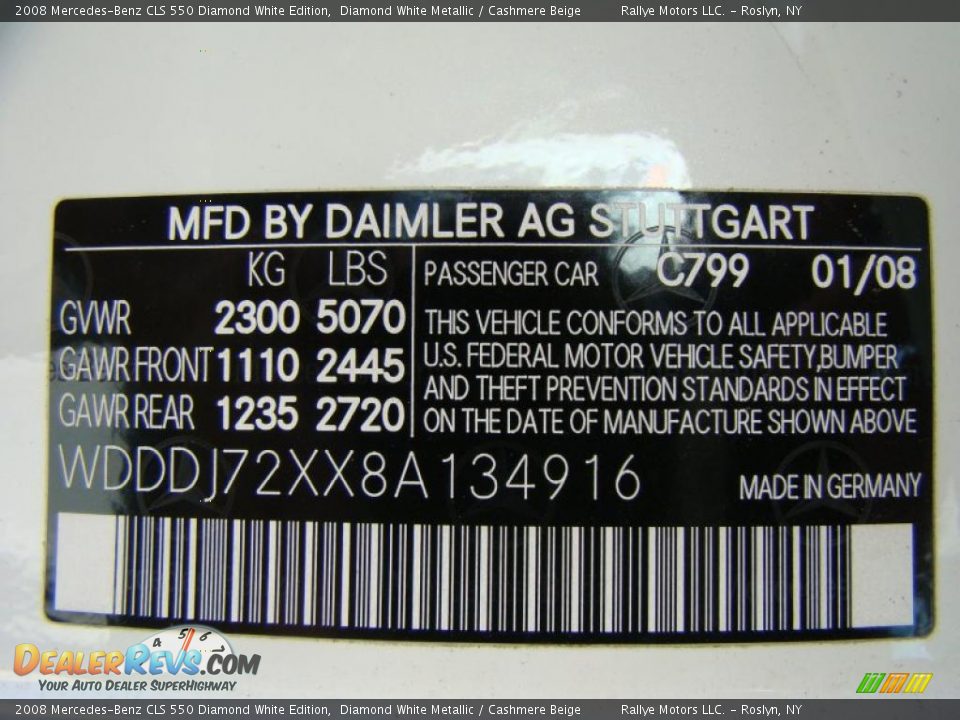 2008 Mercedes-Benz CLS 550 Diamond White Edition, Diamond White Metallic / Cashmere Beige Rallye Motors LLC. - Roslyn, NY
MFD BY DAIMLER AG STUTTGART
KG LBS
GVWR 2300 5070
GAWR FRONT 1110 2445
GAWR REAR 1235 2720
PASSENGER CAR C799 01/08
THIS VEHICLE CONFORMS TO ALL APPLICABLE
U.S. FEDERAL MOTOR VEHICLE SAFETY,BUMPER
AND THEFT PREVENTION STANDARDS IN EFFECT
ON THE DATE OF MANUFACTURE SHOWN ABOVE
WDDDJ72XX8A134916
MADE IN GERMANY
4 5 6
DEALERREVS.COM
YOUR AUTO DEALER SUPERHIGHWAY
2008 Mercedes-Benz CLS 550 Diamond White Edition, Diamond White Metallic / Cashmere Beige Rallye Motors LLC. - Roslyn, NY